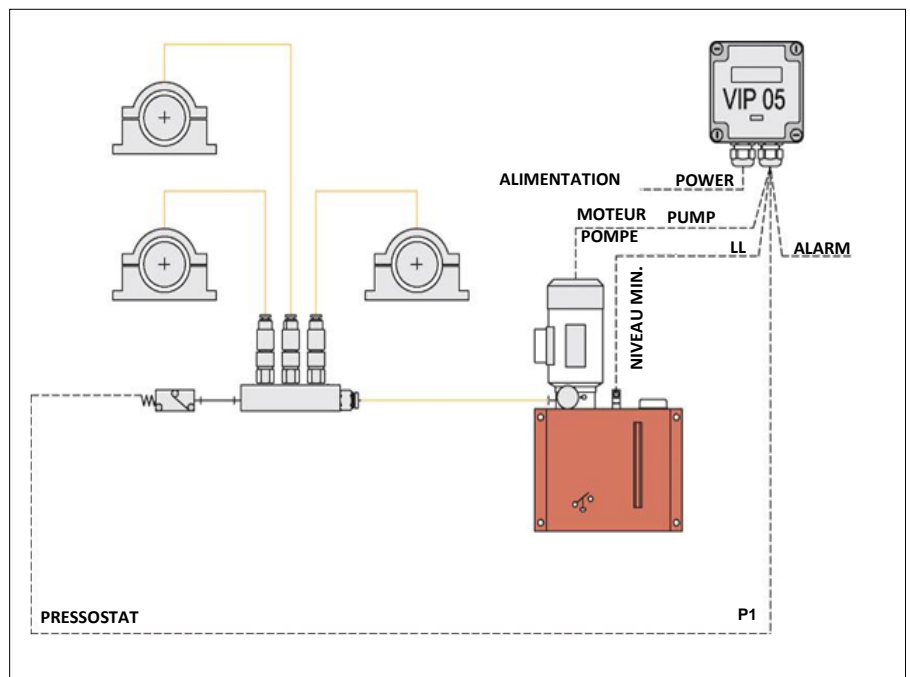 VIP 05
ALIMENTATION POWER
MOTEUR PUMP
POMPE
LL ALARM
NIVEAU MIN.
PRESSOSTAT P1